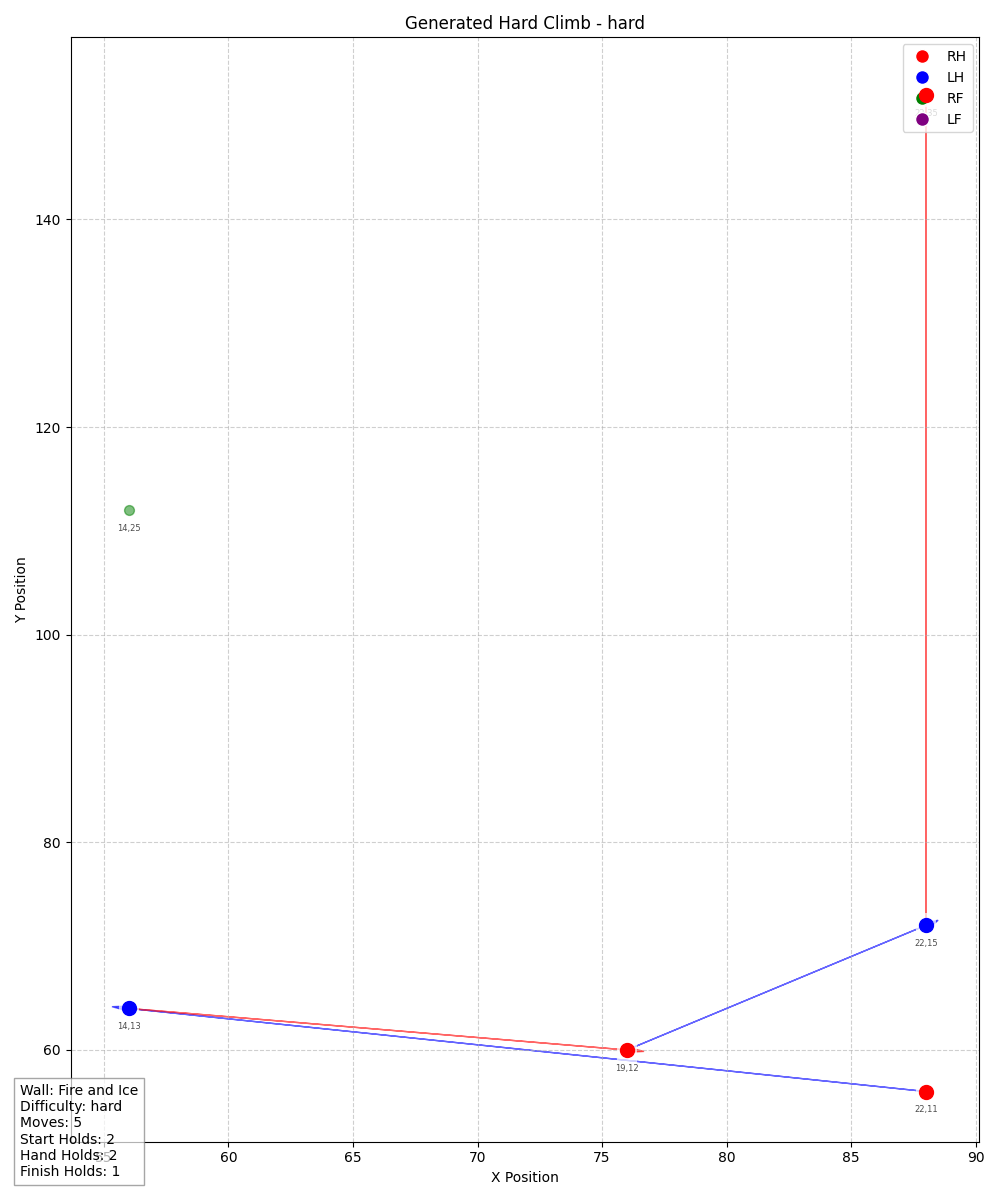 Generated Hard Climb - hard
RH
LH
RF
LF
140
120
100
80
60
Y Position
14,25
22,15
14,13
19,12
22,11
60
65
70
75
80
85
90
X Position
Wall: Fire and Ice
Difficulty: hard
Moves: 5
Start Holds: 2
Hand Holds: 2
Finish Holds: 1